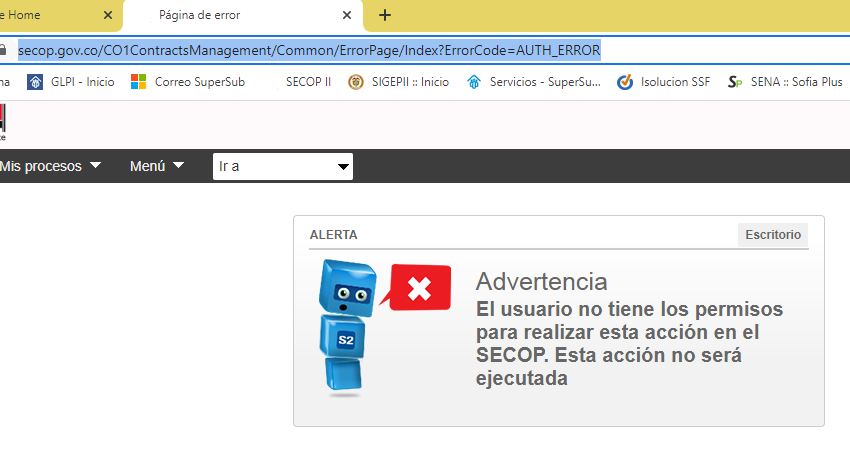 e Home
Página de error
secop.gov.co/CO1ContractsManagement/Common/ErrorPage/Index?ErrorCode=AUTH_ERROR
na GLPI - Inicio Correo SuperSub SECOP II SIGEPII :: Inicio Servicios - SuperSu... Isolucion SSF Sp SENA :: Sofia Plus
te
Mis procesos Menú Ir a
ALERTA Escritorio
Advertencia
El usuario no tiene los permisos
para realizar esta acción en el
SECOP. Esta acción no será
ejecutada
S2